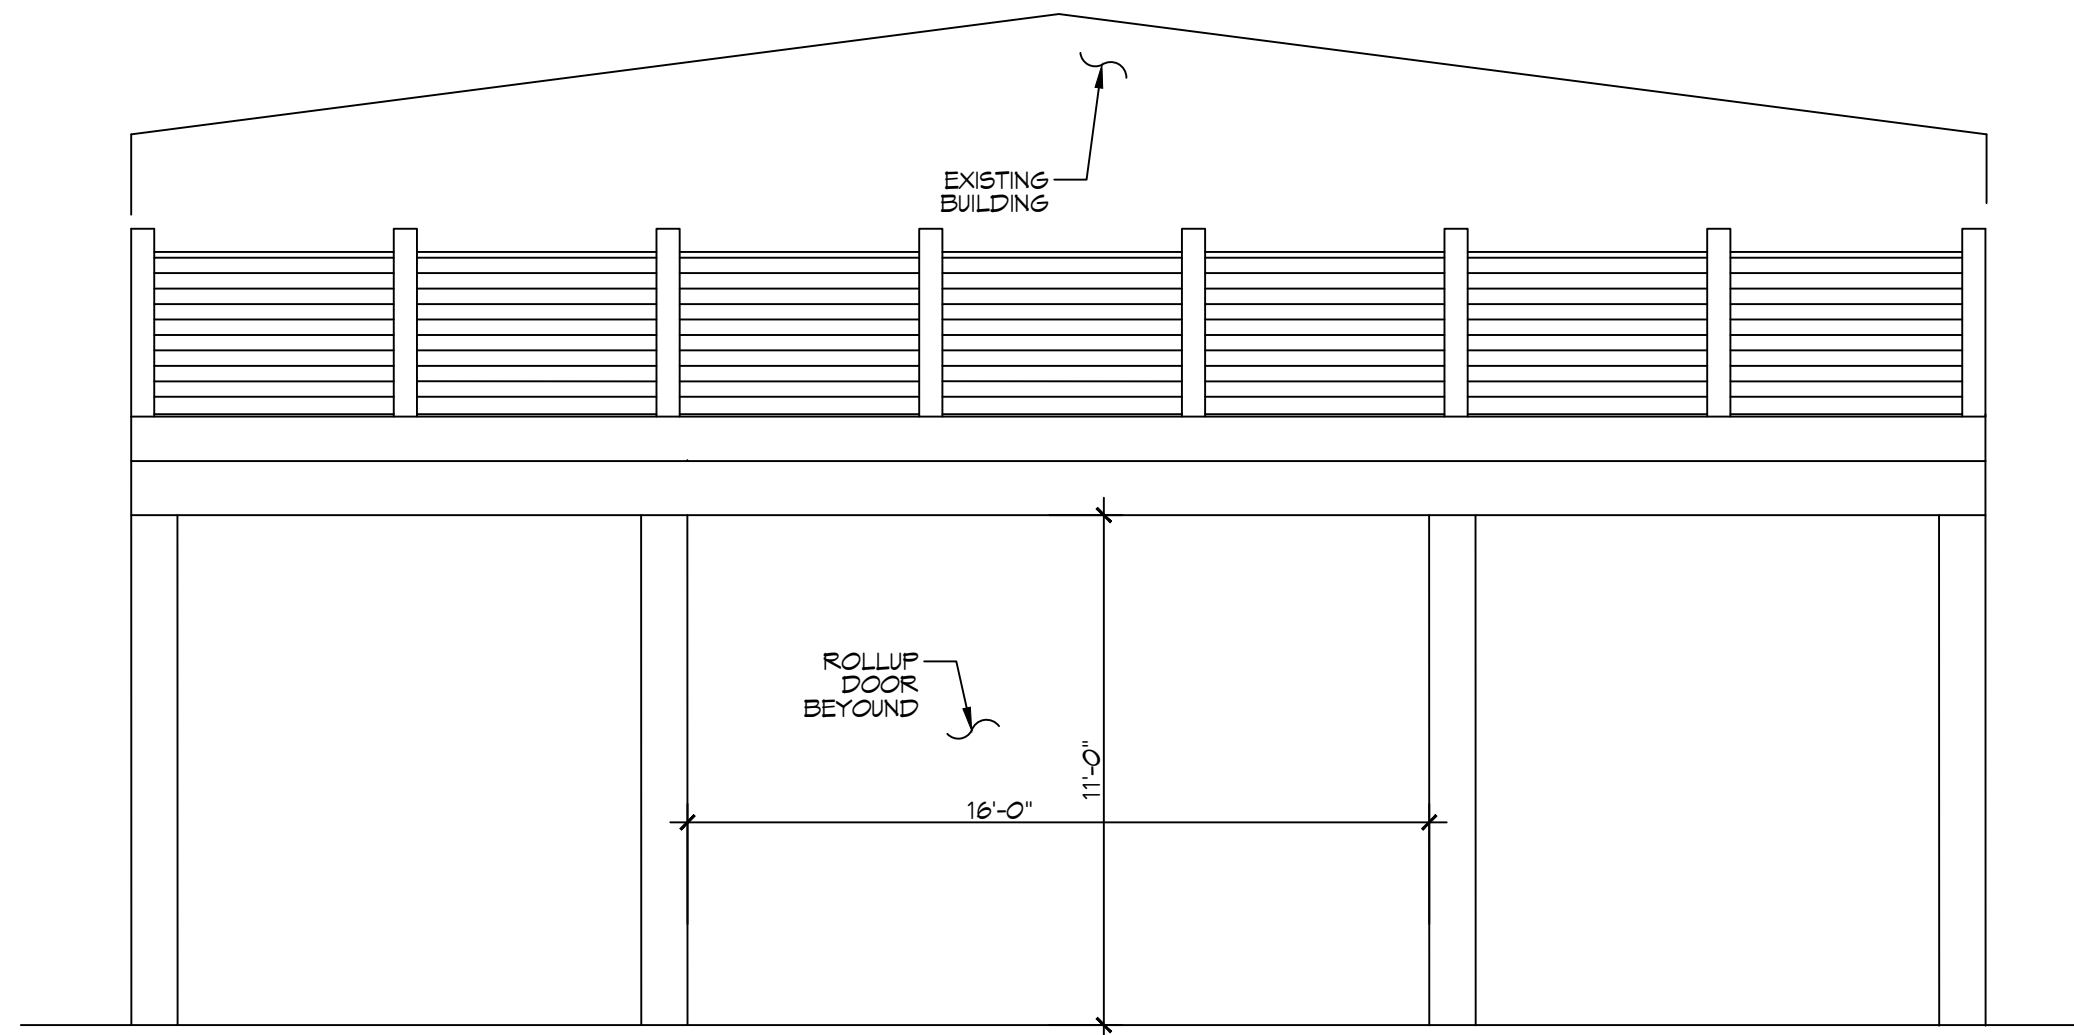 EXISTING
BUILDING
ROLLUP
DOOR
BEYOUND
11'-0"
16'-0"